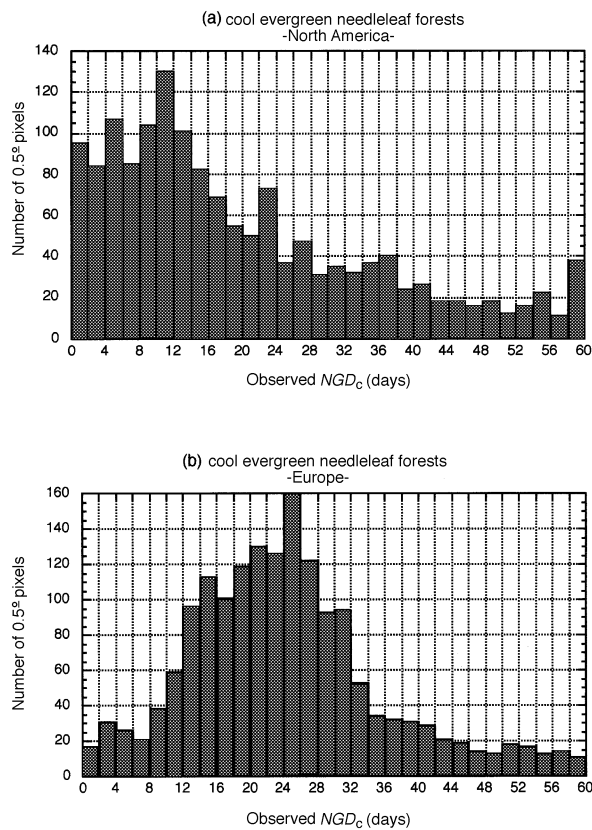 (a) cool evergreen needleleaf forests
-North America-
140
120
100
80
60
40
20
0
Number of 0.5º pixels
0 4 8 12 16 20 24 28 32 36 40 44 48 52 56 60
Observed NGDc (days)
(b) cool evergreen needleleaf forests
-Europe-
160
140
120
100
80
60
40
20
0
Number of 0.5º pixels
0 4 8 12 16 20 24 28 32 36 40 44 48 52 56 60
Observed NGDc (days)